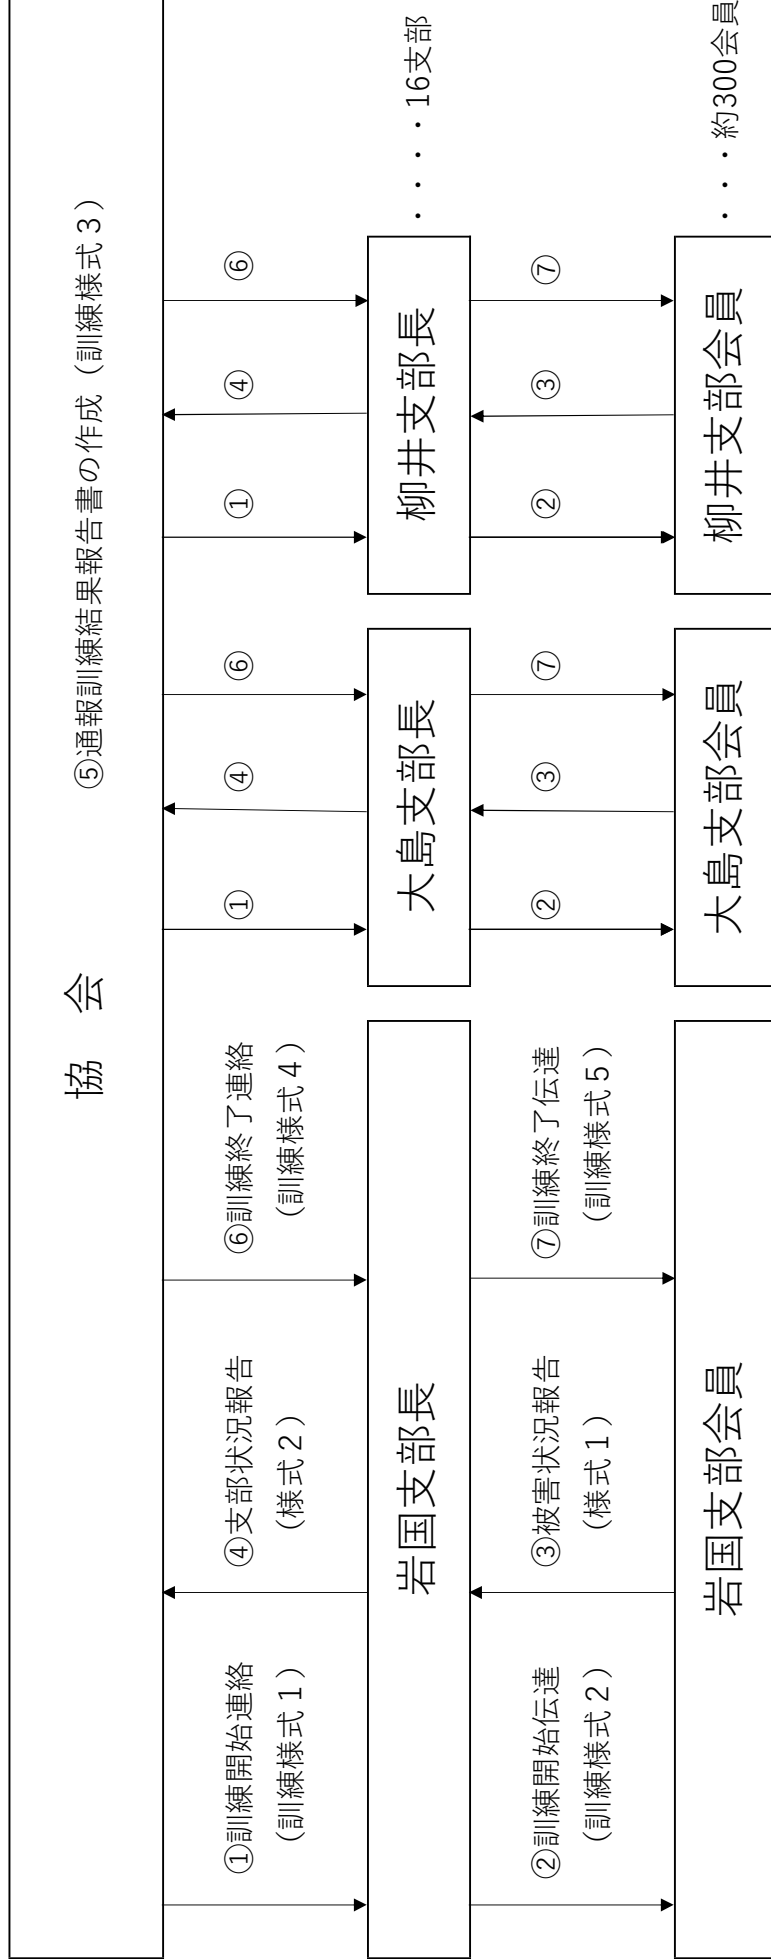 協　会
⑤通報訓練結果報告書の作成（訓練様式３）
①訓練開始連絡
（訓練様式１）
④支部状況報告
（様式２）
⑥訓練終了連絡
（訓練様式４）
①
④
⑥
①
④
⑥
岩国支部長
大島支部長
柳井支部長
・・・・16支部
②訓練開始伝達
（訓練様式２）
③被害状況報告
（様式１）
⑦訓練終了伝達
（訓練様式５）
②
③
⑦
②
③
⑦
岩国支部会員
大島支部会員
柳井支部会員
・・・約300会員